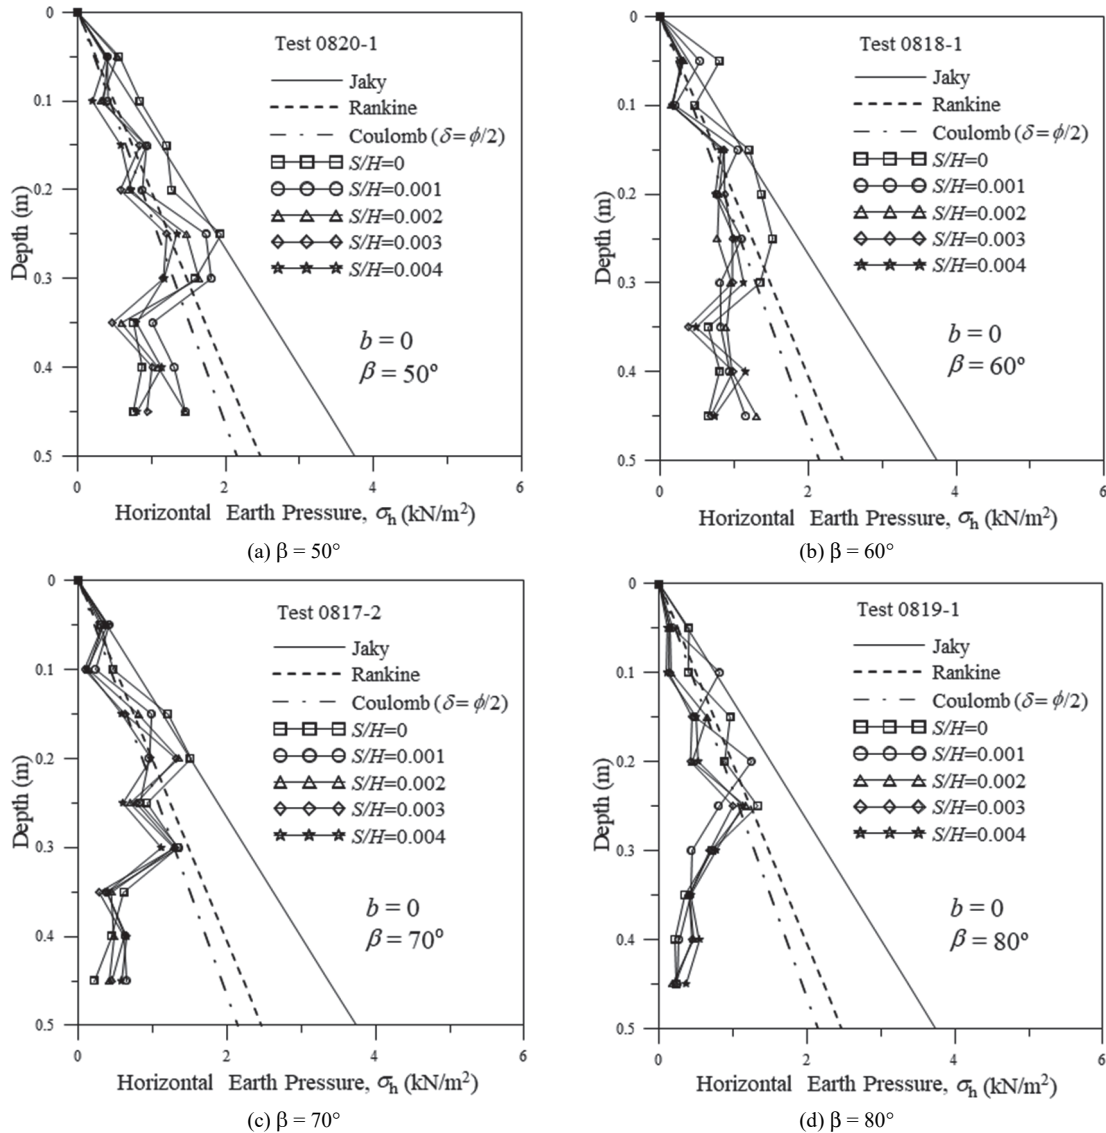 0
0.1
0.2
0.3
0.4
0.5
Depth (m)
Test 0820-1
Jaky
Rankine
Coulomb (δ=ϕ/2)
S/H=0
S/H=0.001
S/H=0.002
S/H=0.003
S/H=0.004
b = 0
β = 50°
0 2 4 6
Horizontal Earth Pressure, σh (kN/m²)
(a) β = 50°
0
0.1
0.2
0.3
0.4
0.5
Depth (m)
Test 0818-1
Jaky
Rankine
Coulomb (δ=ϕ/2)
S/H=0
S/H=0.001
S/H=0.002
S/H=0.003
S/H=0.004
b = 0
β = 60°
0 2 4 6
Horizontal Earth Pressure, σh (kN/m²)
(b) β = 60°
0
0.1
0.2
0.3
0.4
0.5
Depth (m)
Test 0817-2
Jaky
Rankine
Coulomb (δ=ϕ/2)
S/H=0
S/H=0.001
S/H=0.002
S/H=0.003
S/H=0.004
b = 0
β = 70°
0 2 4 6
Horizontal Earth Pressure, σh (kN/m²)
(c) β = 70°
0
0.1
0.2
0.3
0.4
0.5
Depth (m)
Test 0819-1
Jaky
Rankine
Coulomb (δ=ϕ/2)
S/H=0
S/H=0.001
S/H=0.002
S/H=0.003
S/H=0.004
b = 0
β = 80°
0 2 4 6
Horizontal Earth Pressure, σh (kN/m²)
(d) β = 80°